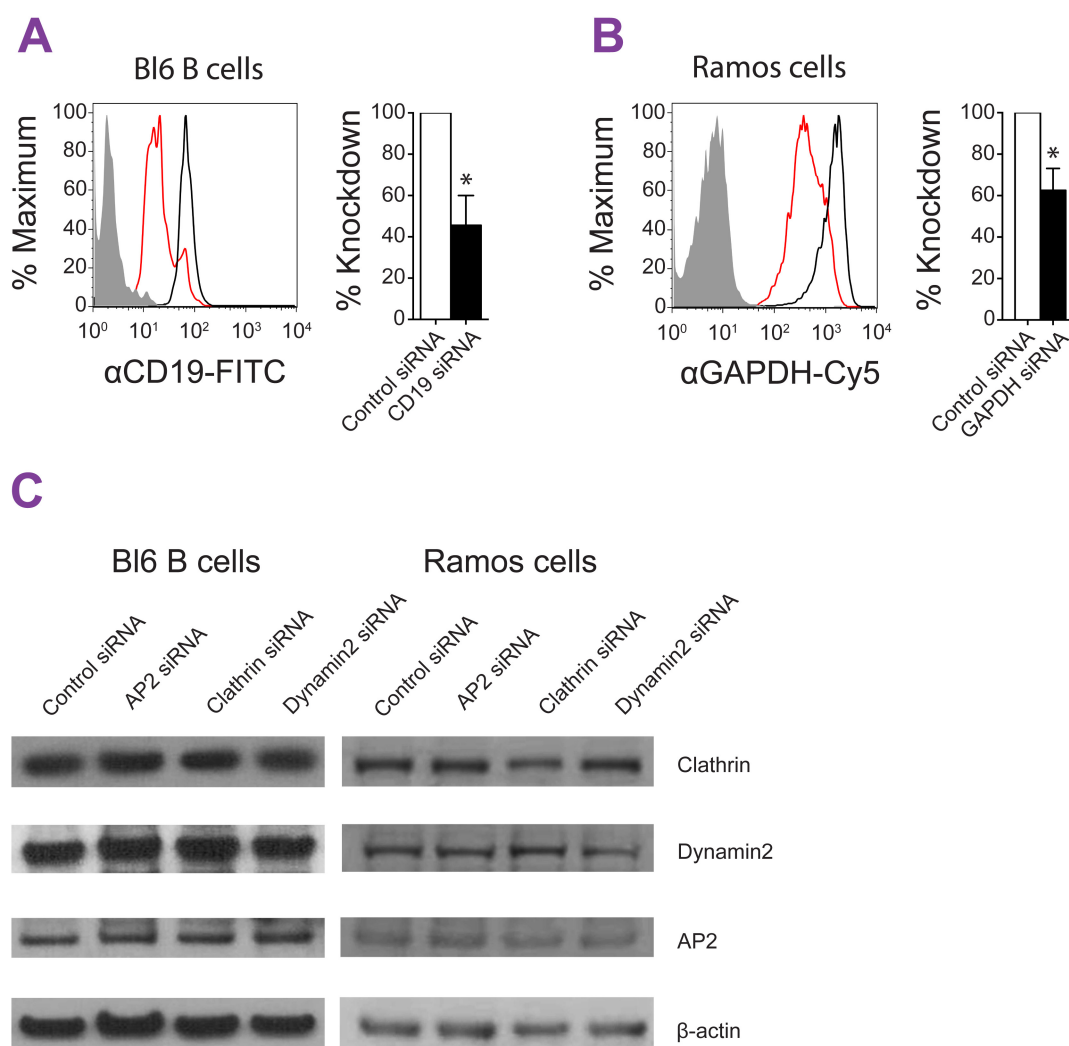 A
Bl6 B cells
% Maximum
100
80
60
40
20
0
10⁰ 10¹ 10² 10³ 10⁴
αCD19-FITC
% Knockdown
100
80
60
40
20
0
*
Control siRNA
CD19 siRNA
B
Ramos cells
% Maximum
100
80
60
40
20
0
10⁰ 10¹ 10² 10³ 10⁴
αGAPDH-Cy5
% Knockdown
100
80
60
40
20
0
*
Control siRNA
GAPDH siRNA
C
Bl6 B cells
Control siRNA
AP2 siRNA
Clathrin siRNA
Dynamin2 siRNA
Ramos cells
Control siRNA
AP2 siRNA
Clathrin siRNA
Dynamin2 siRNA
Clathrin
Dynamin2
AP2
β-actin